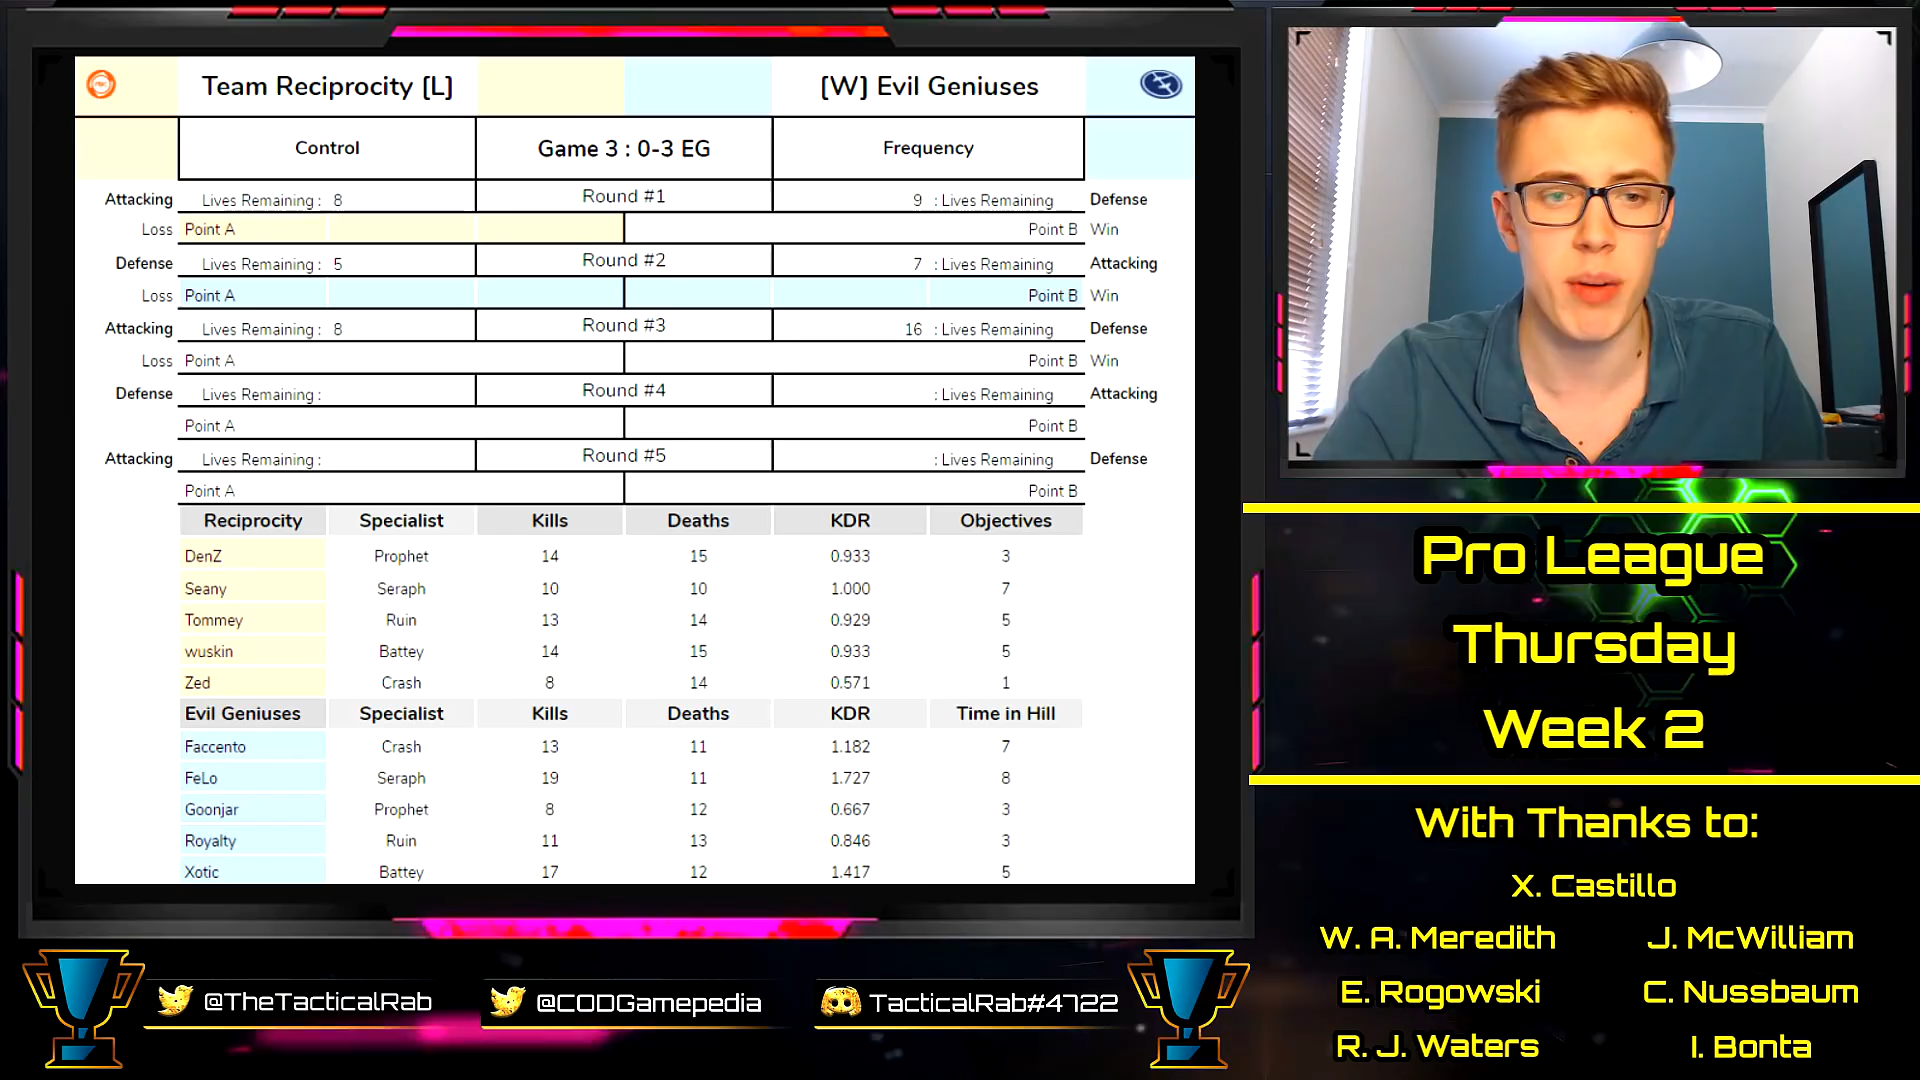 Team Reciprocity [L] [W] Evil Geniuses
Control Game 3 : 0-3 EG Frequency
Attacking Lives Remaining : 8 Round #1 9 : Lives Remaining Defense
Loss Point A Point B Win
Defense Lives Remaining : 5 Round #2 7 : Lives Remaining Attacking
Loss Point A Point B Win
Attacking Lives Remaining : 8 Round #3 16 : Lives Remaining Defense
Loss Point A Point B Win
Defense Lives Remaining : Round #4 : Lives Remaining Attacking
Point A Point B
Attacking Lives Remaining : Round #5 : Lives Remaining Defense
Point A Point B
Reciprocity Specialist Kills Deaths KDR Objectives
DenZ Prophet 14 15 0.933 3
Seany Seraph 10 10 1.000 7
Tommey Ruin 13 14 0.929 5
wuskin Battey 14 15 0.933 5
Zed Crash 8 14 0.571 1
Evil Geniuses Specialist Kills Deaths KDR Time in Hill
Faccento Crash 13 11 1.182 7
FeLo Seraph 19 11 1.727 8
Goonjar Prophet 8 12 0.667 3
Royalty Ruin 11 13 0.846 3
Xotic Battey 17 12 1.417 5
Pro League
Thursday
Week 2
With Thanks to:
X. Castillo
W. A. Meredith J. McWilliam
E. Rogowski C. Nussbaum
R. J. Waters I. Bonta
@TheTacticalRab @CODGamepedia TacticalRab#4722